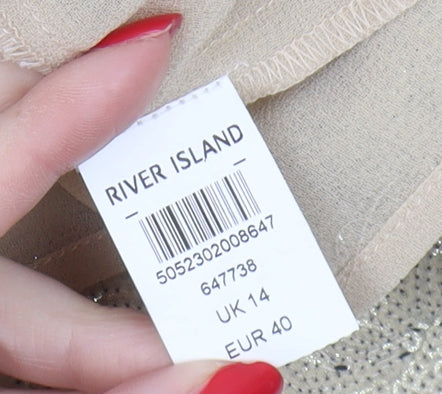 RIVER ISLAND
5052302008647
647738
UK 14
EUR 40